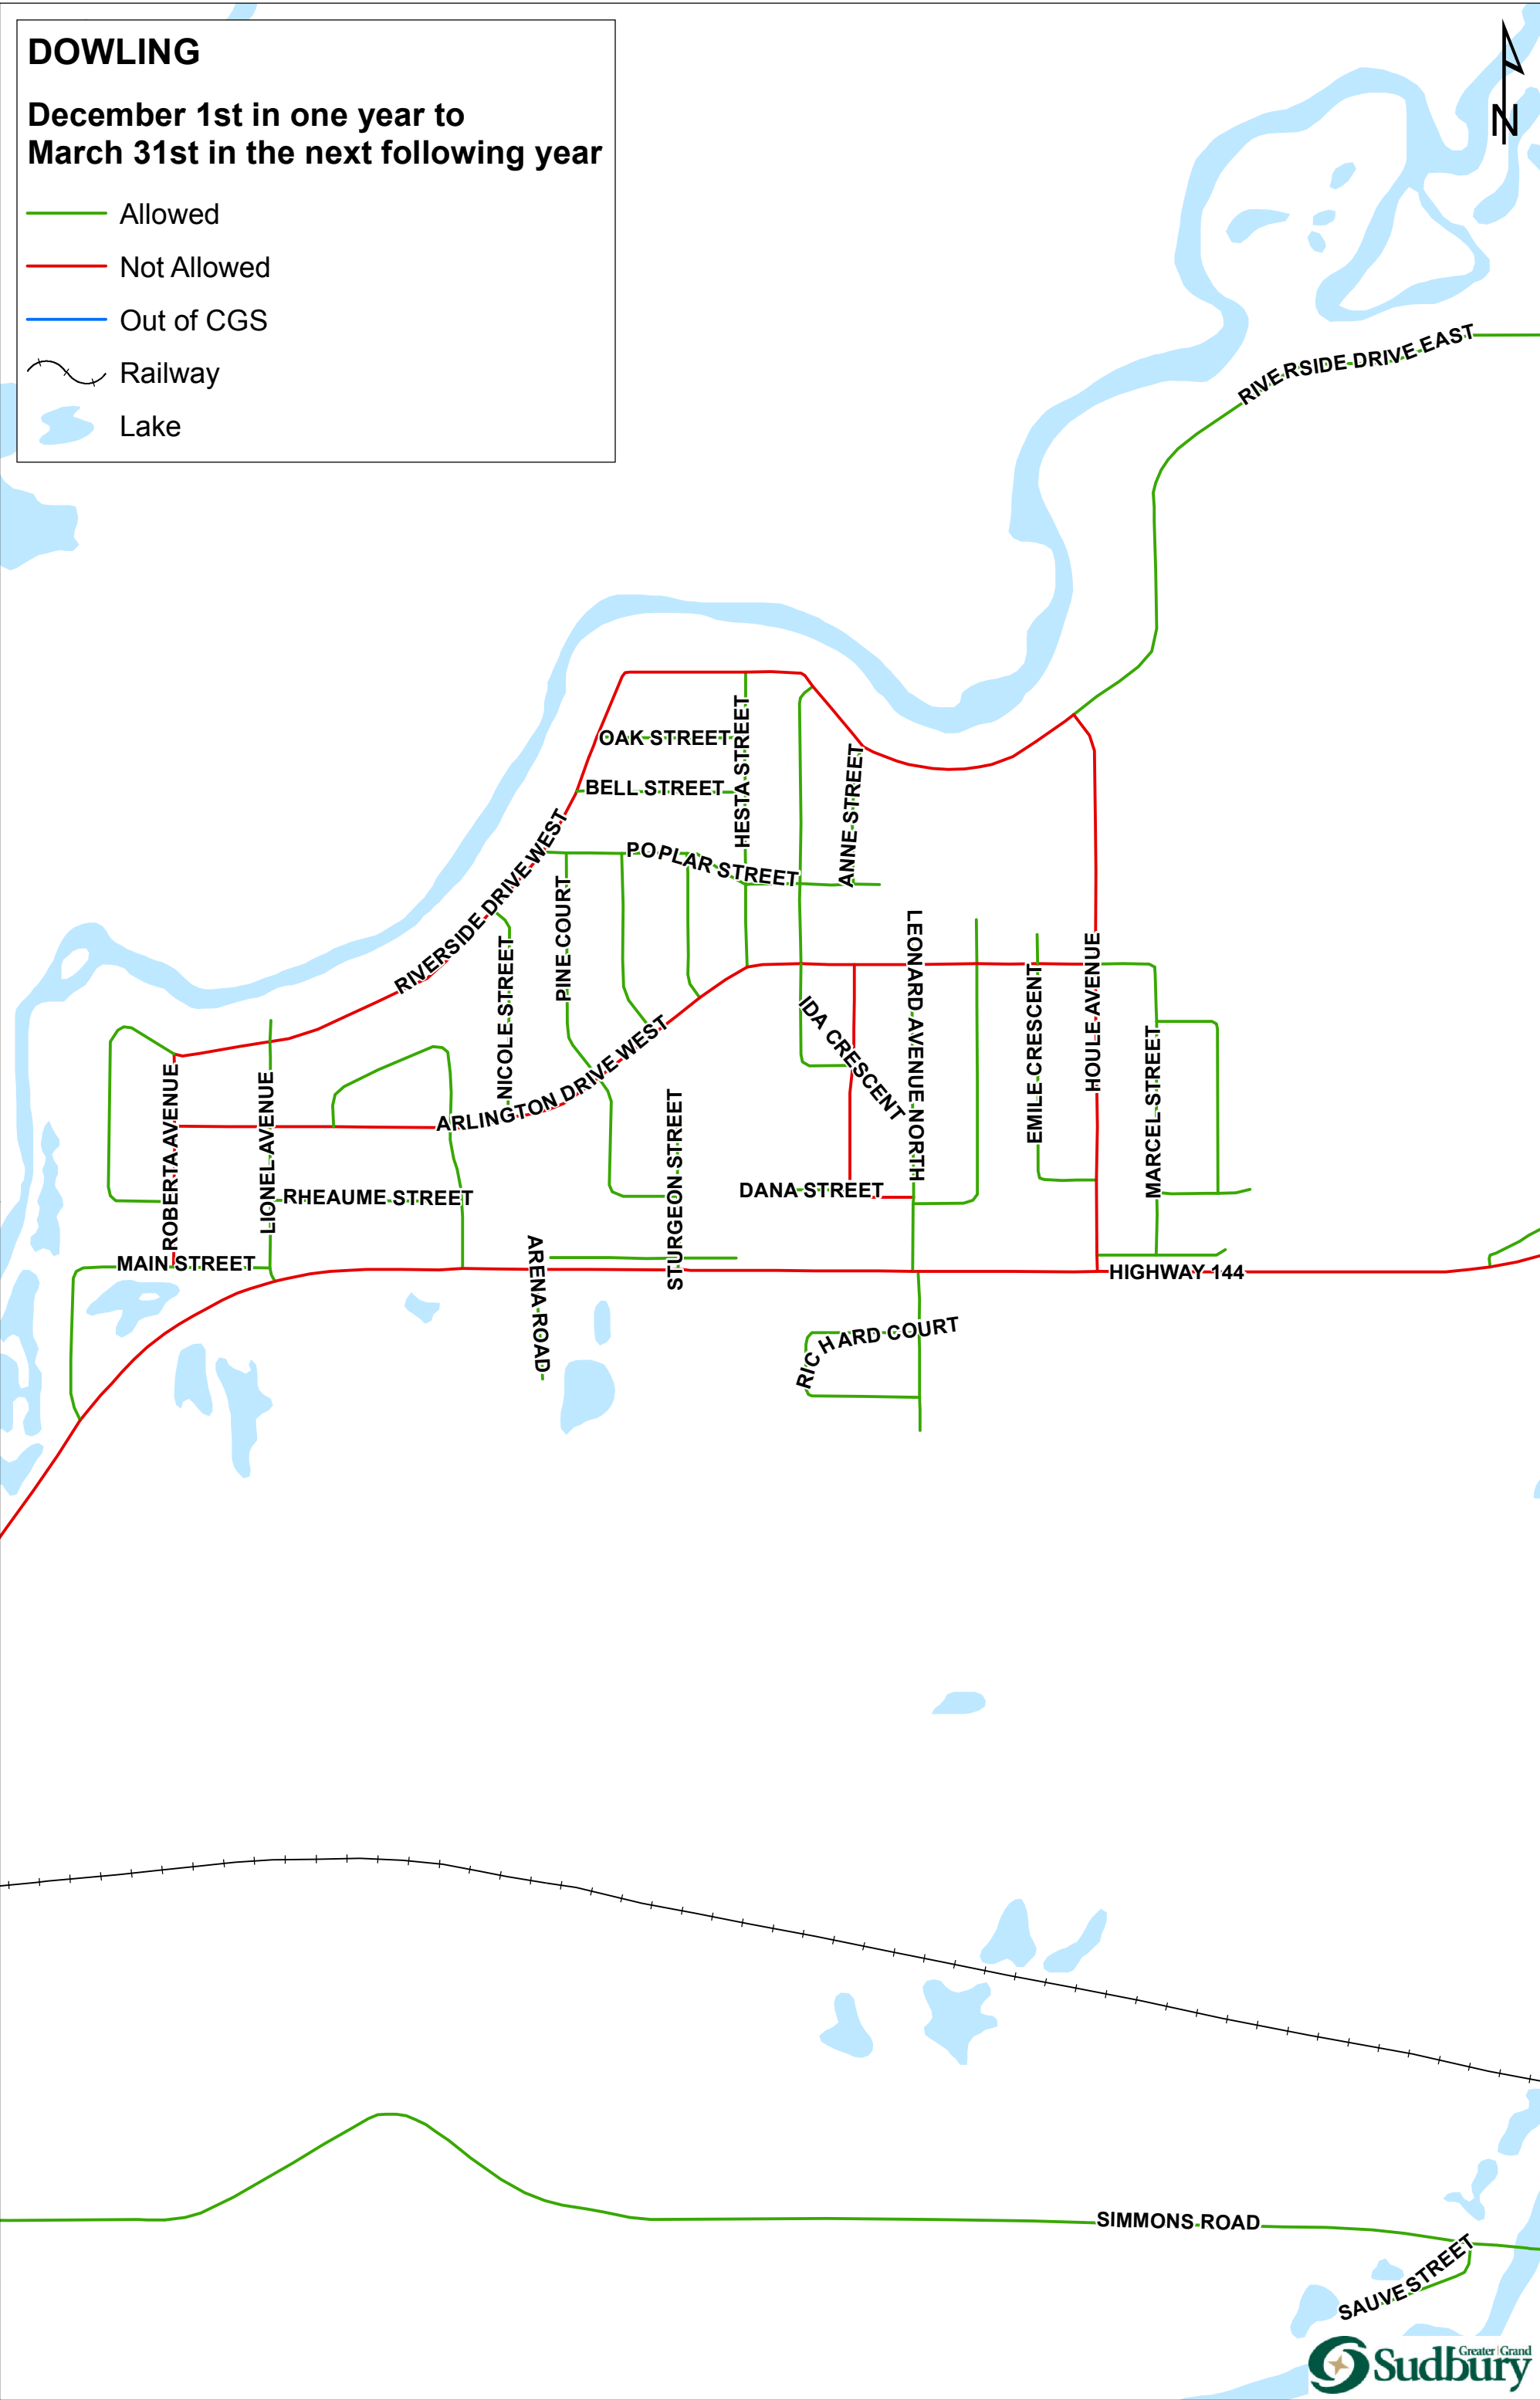 DOWLING
December 1st in one year to
March 31st in the next following year
Allowed
Not Allowed
Out of CGS
Railway
Lake
N
RIVERSIDE DRIVE EAST
OAK STREET
HESTA STREET
BELL STREET
ANNE STREET
RIVERSIDE DRIVE WEST
POPLAR STREET
PINE COURT
NICOLE STREET
LEONARD AVENUE NORTH
IDA CRESCENT
EMILE CRESCENT
HOULE AVENUE
MARCEL STREET
ARLINGTON DRIVE WEST
ROBERTA AVENUE
LIONEL AVENUE
RHEAUME STREET
STURGEON STREET
DANA STREET
MAIN STREET
ARENA ROAD
HIGHWAY 144
RICHARD COURT
SIMMONS ROAD
SAUVE STREET
Greater Grand
Sudbury